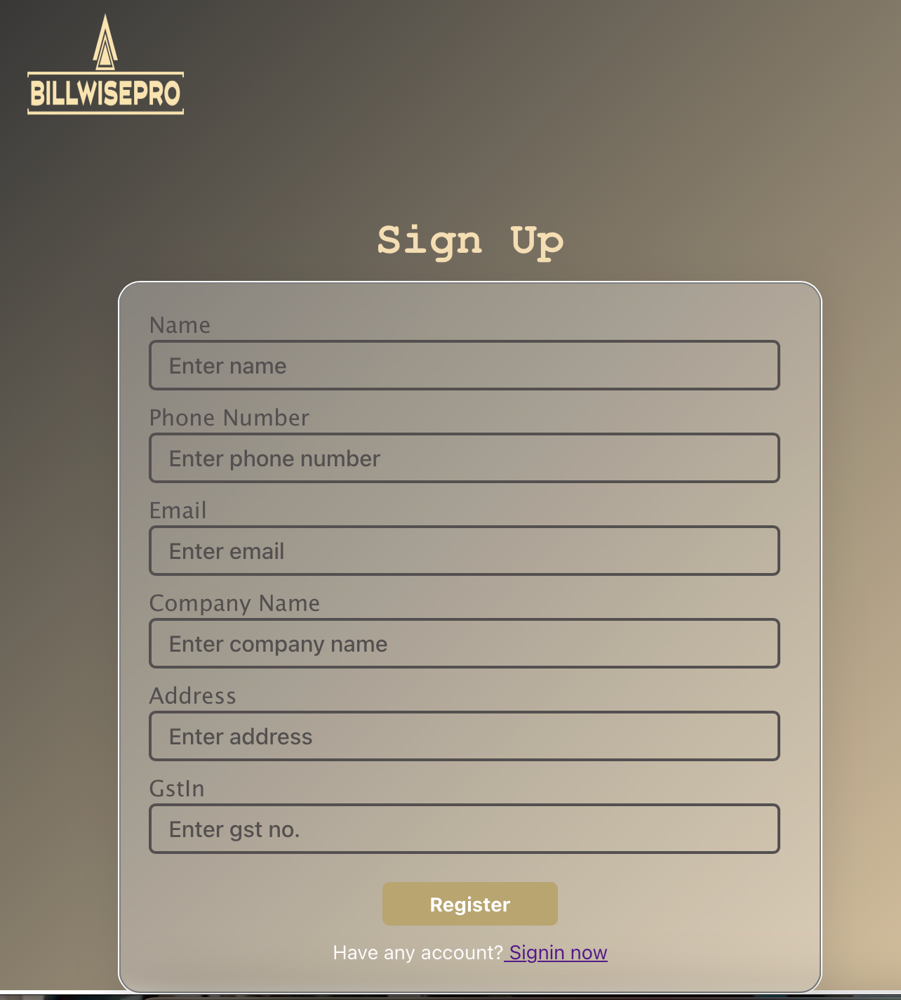 BILLWISEPRO
Sign Up
Name
Enter name
Phone Number
Enter phone number
Email
Enter email
Company Name
Enter company name
Address
Enter address
GstIn
Enter gst no.
Register
Have any account? Signin now